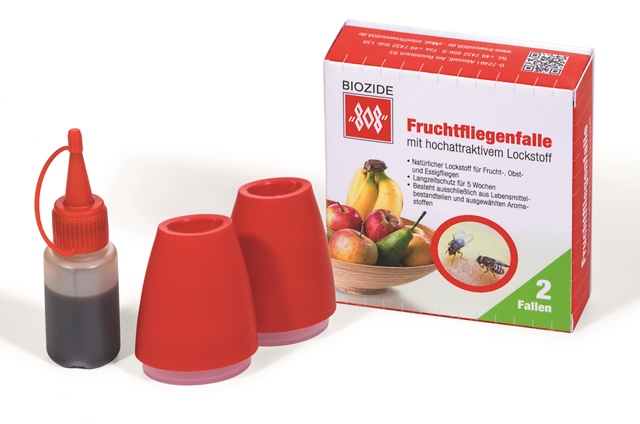 BIOZIDE
"808"
Fruchtfliegenfalle
mit hochattraktivem Lockstoff
• Natürlicher Lockstoff für Frucht-, Obst-
und Essigfliegen
• Langzeitschutz für 5 Wochen
• Besteht ausschließlich aus Lebensmittel-
bestandteilen und ausgewählten Aroma-
stoffen
2
Fallen
Fruchtfliegenfalle